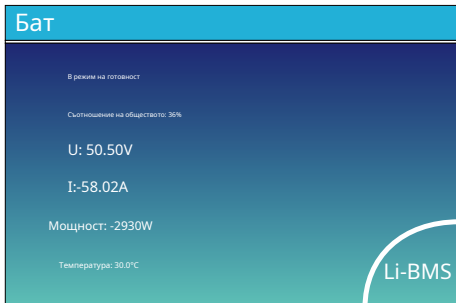 Бат
В режим на готовност
Съотношение на обществото: 36%
U: 50.50V
I:-58.02A
Мощност: -2930W
Температура: 30.0°C
Li-BMS